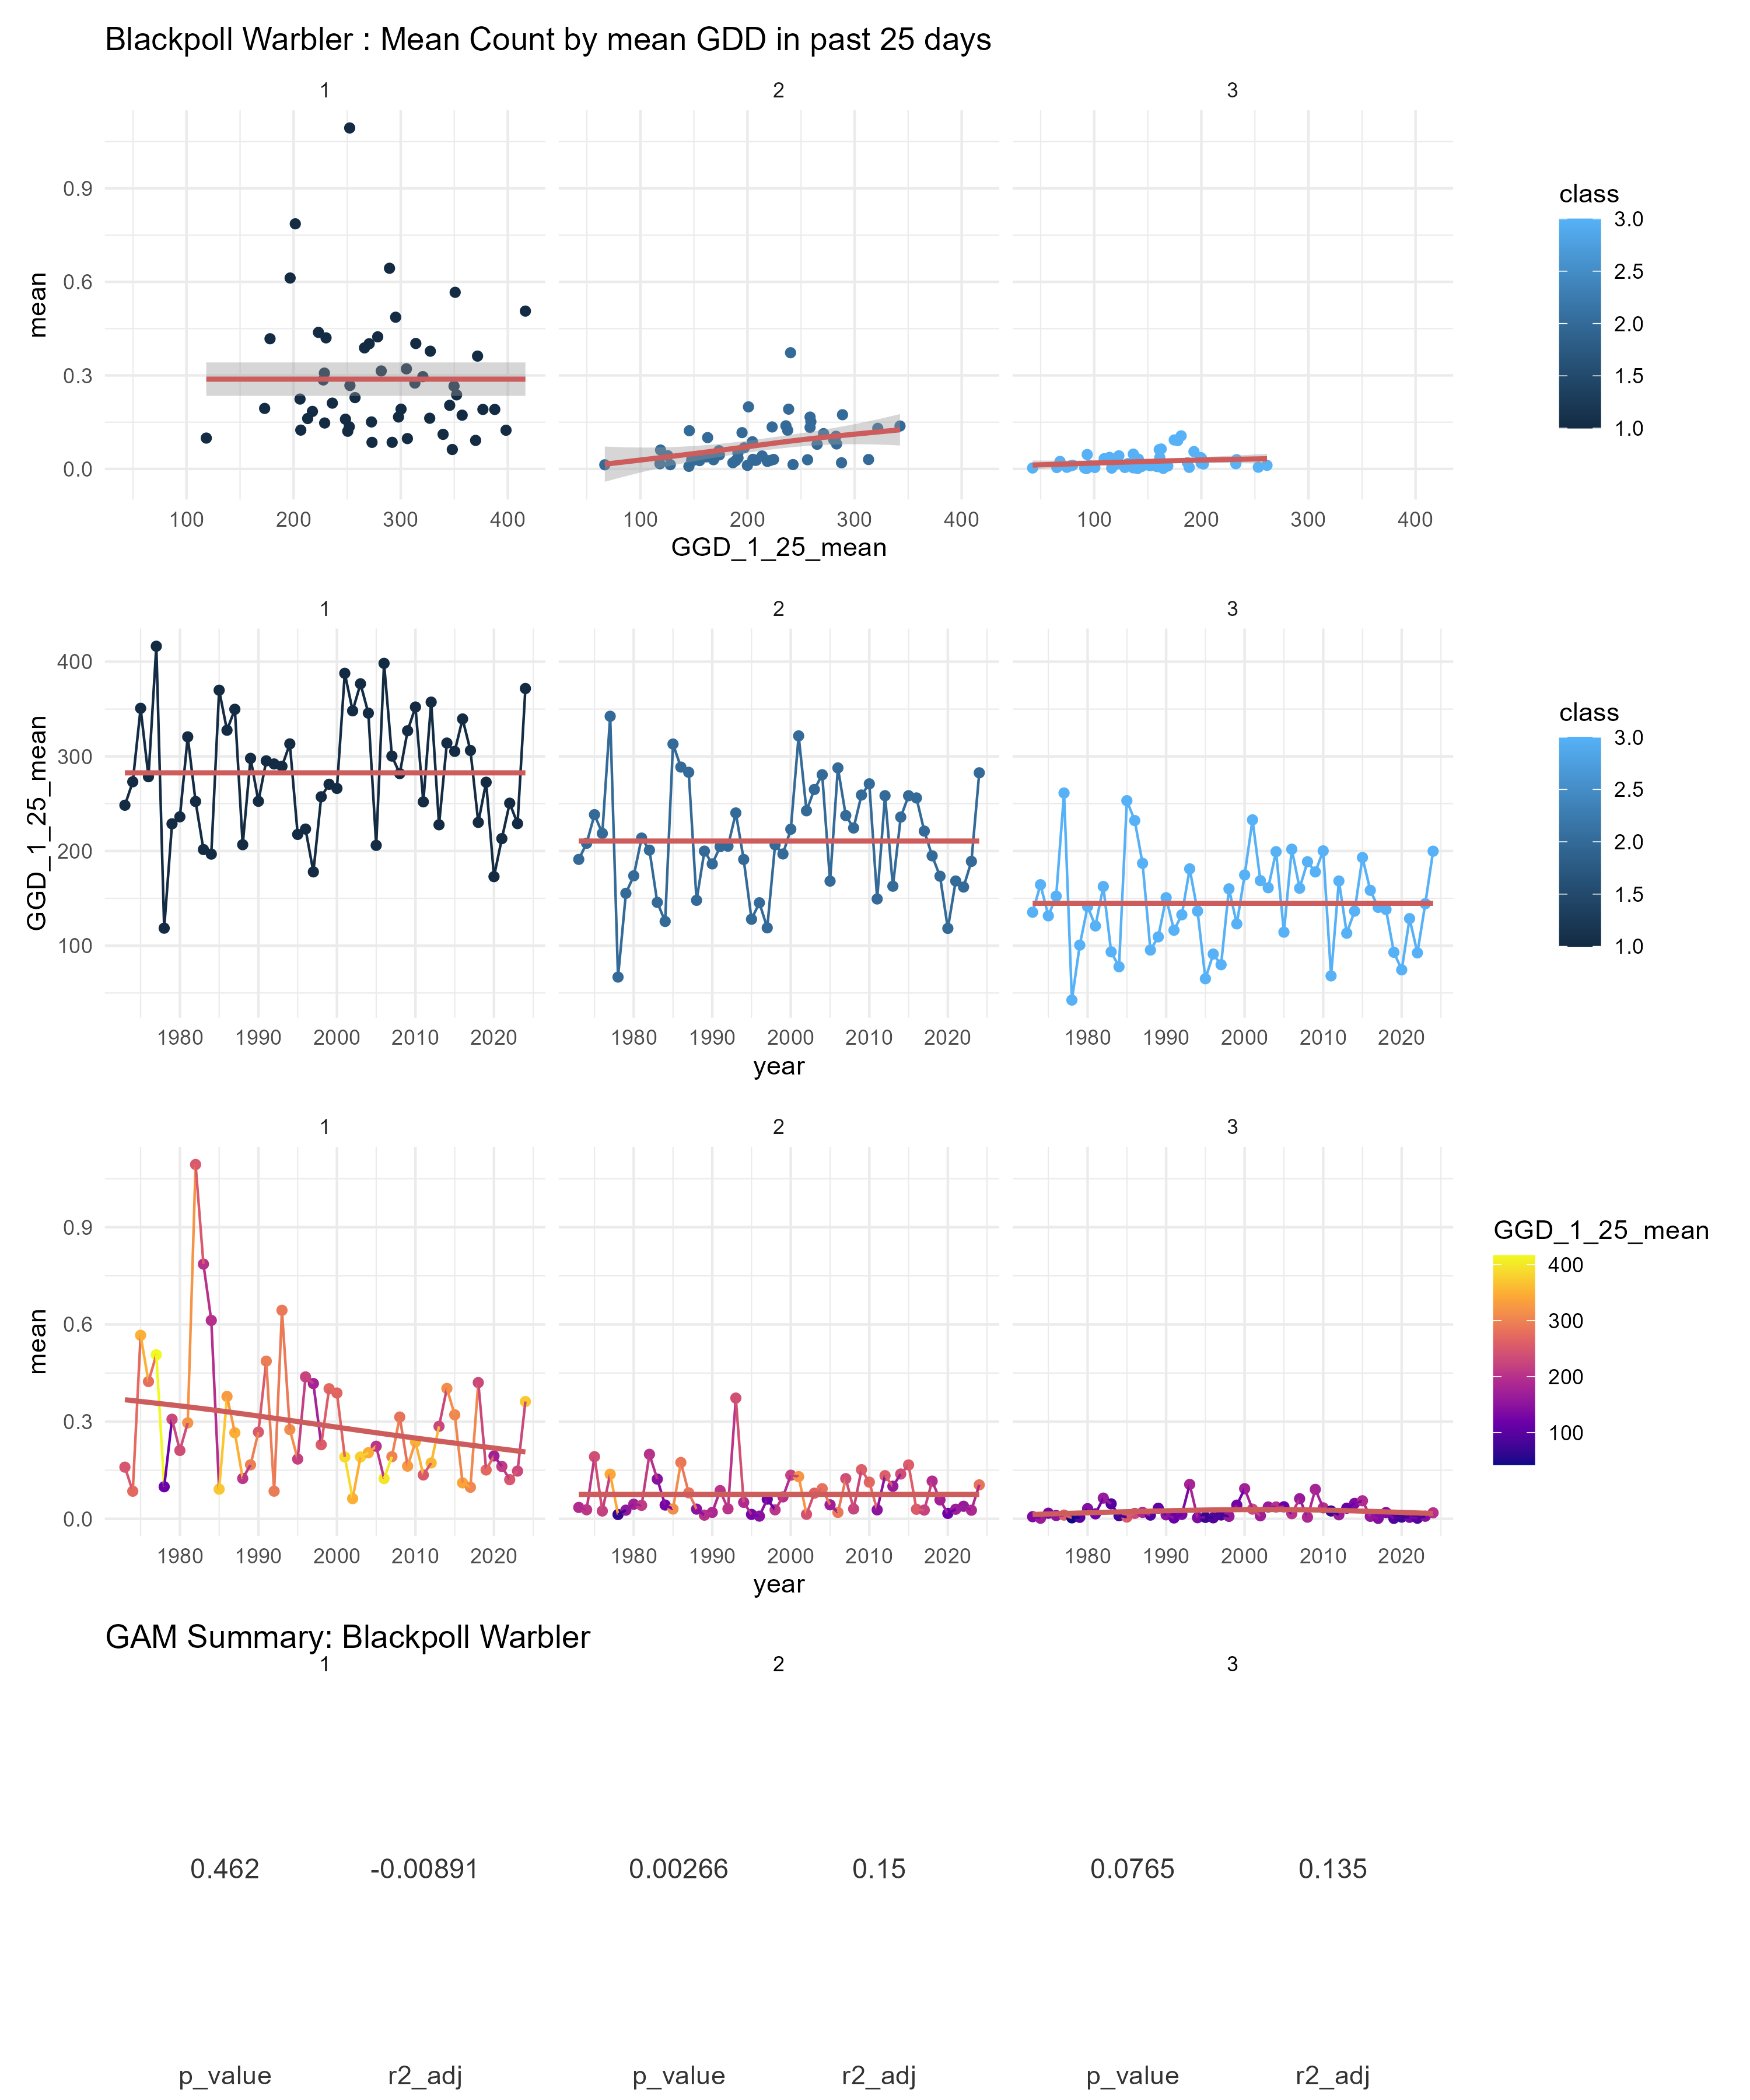 Blackpoll Warbler : Mean Count by mean GDD in past 25 days
1 2 3
mean
0.9
0.6
0.3
0.0
100 200 300 400 100 200 300 400 100 200 300 400
GGD_1_25_mean
class
3.0
2.5
2.0
1.5
1.0
1 2 3
GGD_1_25_mean
400
300
200
100
1980 1990 2000 2010 2020 1980 1990 2000 2010 2020 1980 1990 2000 2010 2020
year
class
3.0
2.5
2.0
1.5
1.0
1 2 3
mean
0.9
0.6
0.3
0.0
1980 1990 2000 2010 2020 1980 1990 2000 2010 2020 1980 1990 2000 2010 2020
year
GGD_1_25_mean
400
300
200
100
GAM Summary: Blackpoll Warbler
1 2 3
0.462 -0.00891 0.00266 0.15 0.0765 0.135
p_value r2_adj p_value r2_adj p_value r2_adj